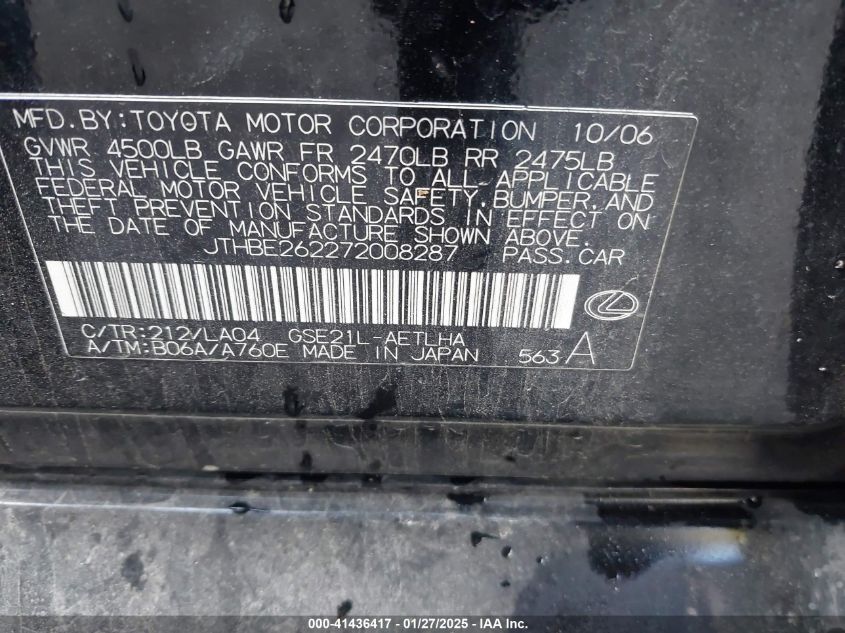 MFD.BY:TOYOTA MOTOR CORPORATION 10/06
GVWR 4500LB GAWR FR 2470LB RR 2475LB
THIS VEHICLE CONFORMS TO ALL APPLICABLE
FEDERAL MOTOR VEHICLE SAFETY,BUMPER,AND
THEFT PREVENTION STANDARDS IN EFFECT ON
THE DATE OF MANUFACTURE SHOWN ABOVE.
JTHBE262272008287 PASS.CAR
C/TR:212/LA04 GSE21L-AETLHA
A/TM:B06A/A760E MADE IN JAPAN 563 A
000-41436417 - 01/27/2025 - IAA Inc.